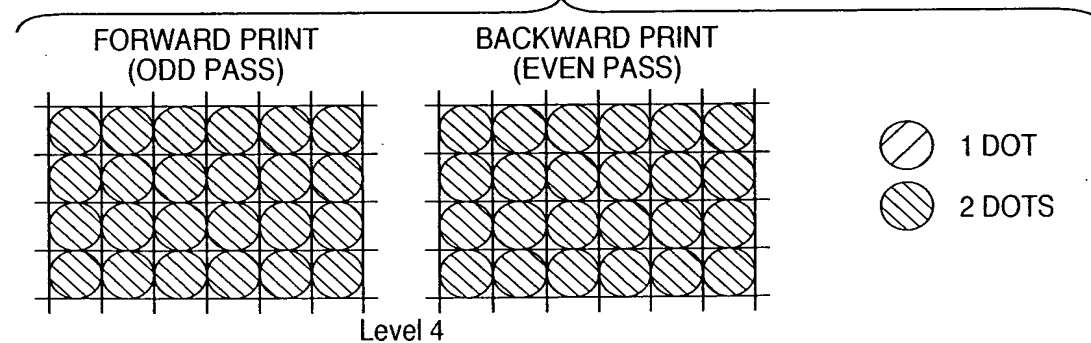 FORWARD PRINT
(ODD PASS)
BACKWARD PRINT
(EVEN PASS)
1 DOT
2 DOTS
Level 4